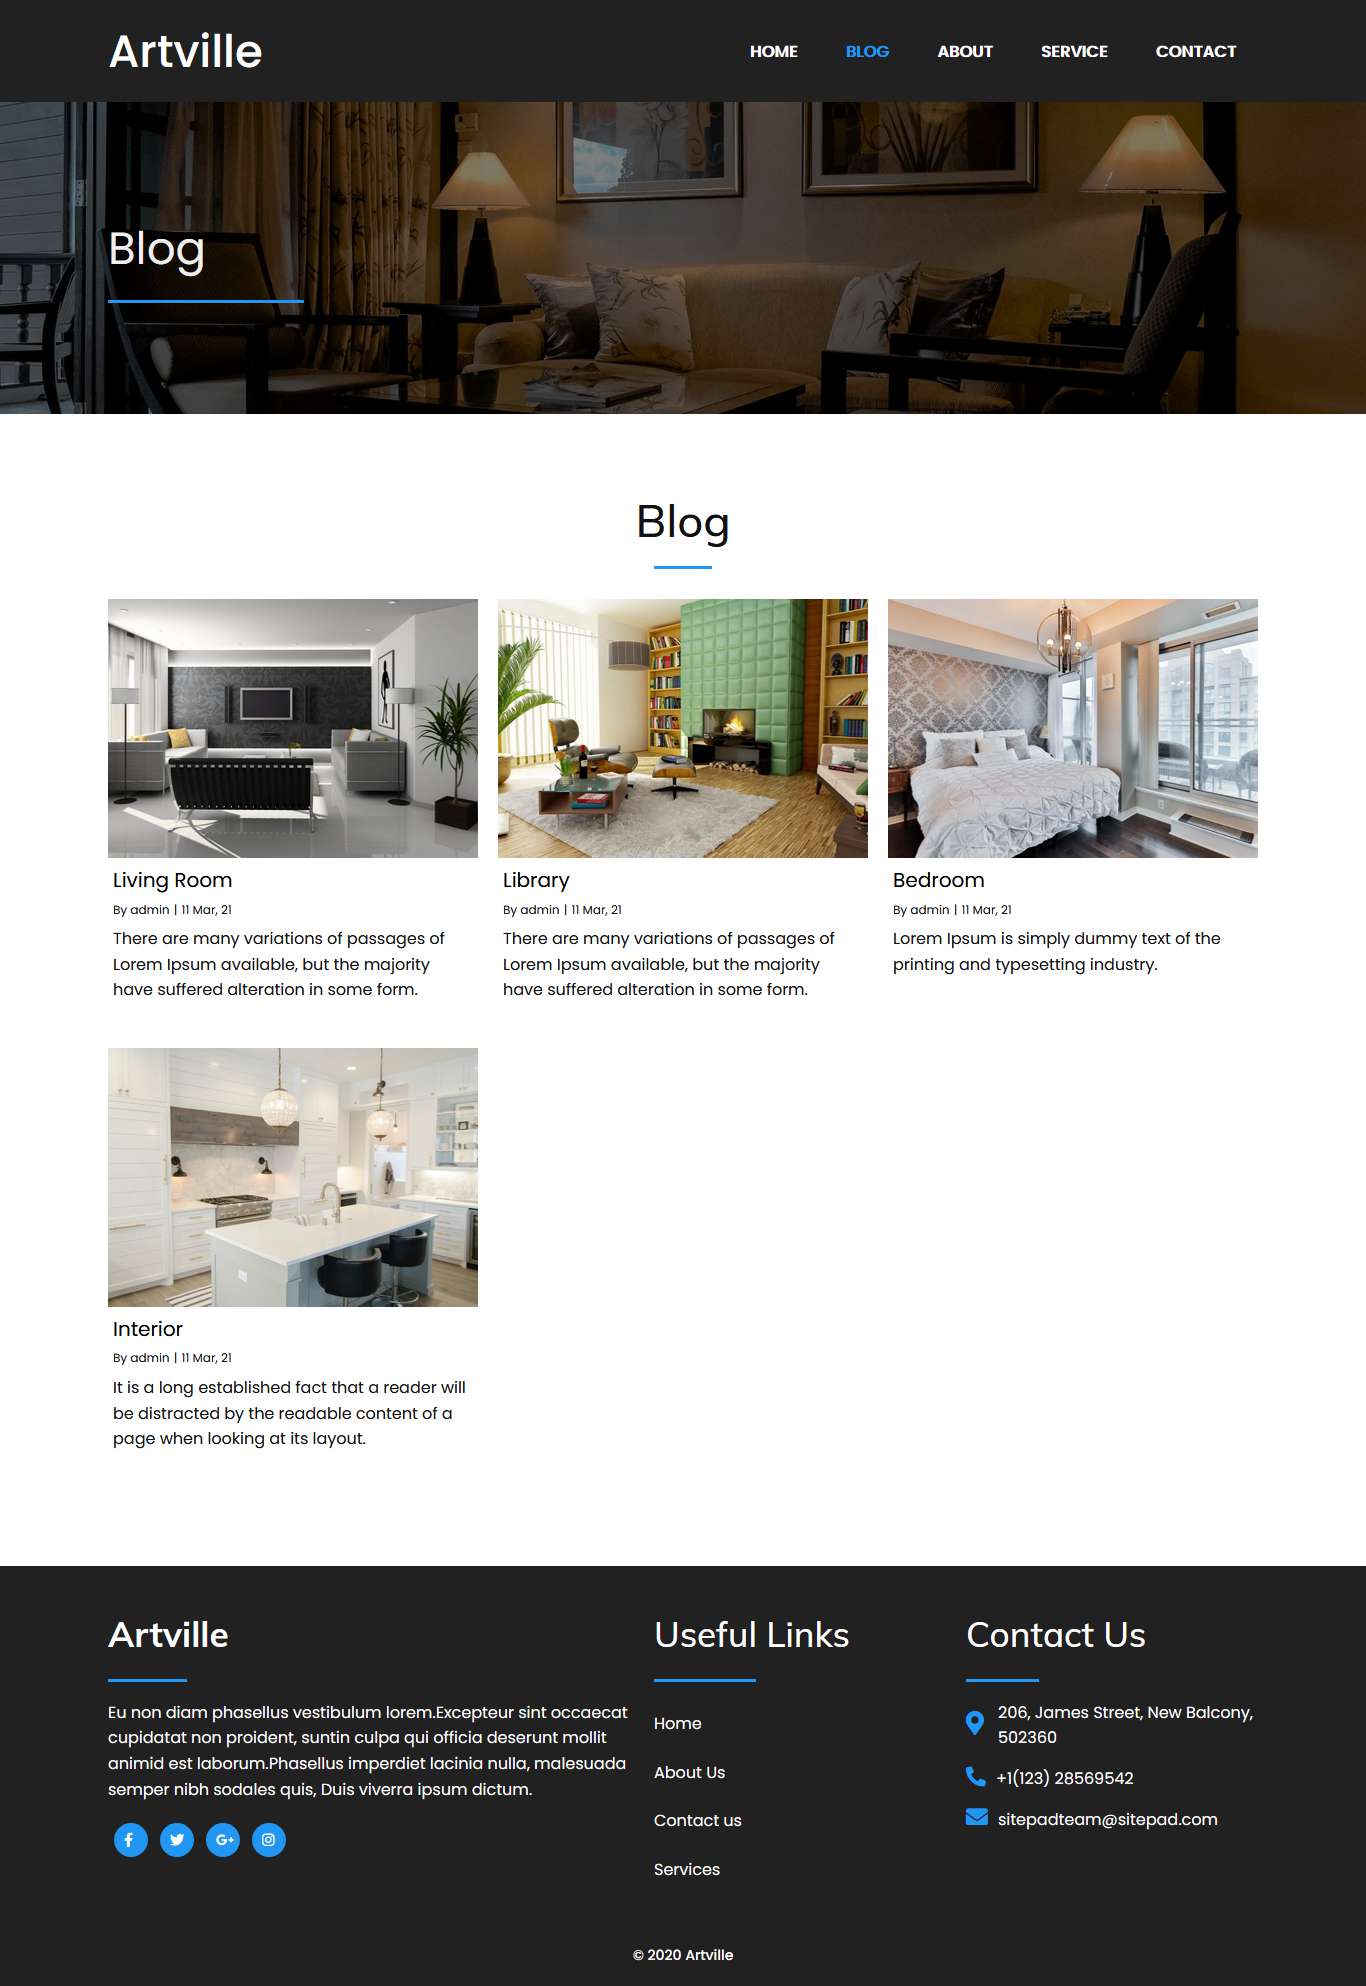 Artville
HOME
BLOG
ABOUT
SERVICE
CONTACT
Blog
Blog
Living Room
By admin | 11 Mar, 21
There are many variations of passages of
Lorem Ipsum available, but the majority
have suffered alteration in some form.
Library
By admin | 11 Mar, 21
There are many variations of passages of
Lorem Ipsum available, but the majority
have suffered alteration in some form.
Bedroom
By admin | 11 Mar, 21
Lorem Ipsum is simply dummy text of the
printing and typesetting industry.
Interior
By admin | 11 Mar, 21
It is a long established fact that a reader will
be distracted by the readable content of a
page when looking at its layout.
Artville
Eu non diam phasellus vestibulum lorem.Excepteur sint occaecat
cupidatat non proident, suntin culpa qui officia deserunt mollit
animid est laborum.Phasellus imperdiet lacinia nulla, malesuada
semper nibh sodales quis, Duis viverra ipsum dictum.
Useful Links
Home
About Us
Contact us
Services
Contact Us
206, James Street, New Balcony,
502360
+1(123) 28569542
sitepadteam@sitepad.com
© 2020 Artville